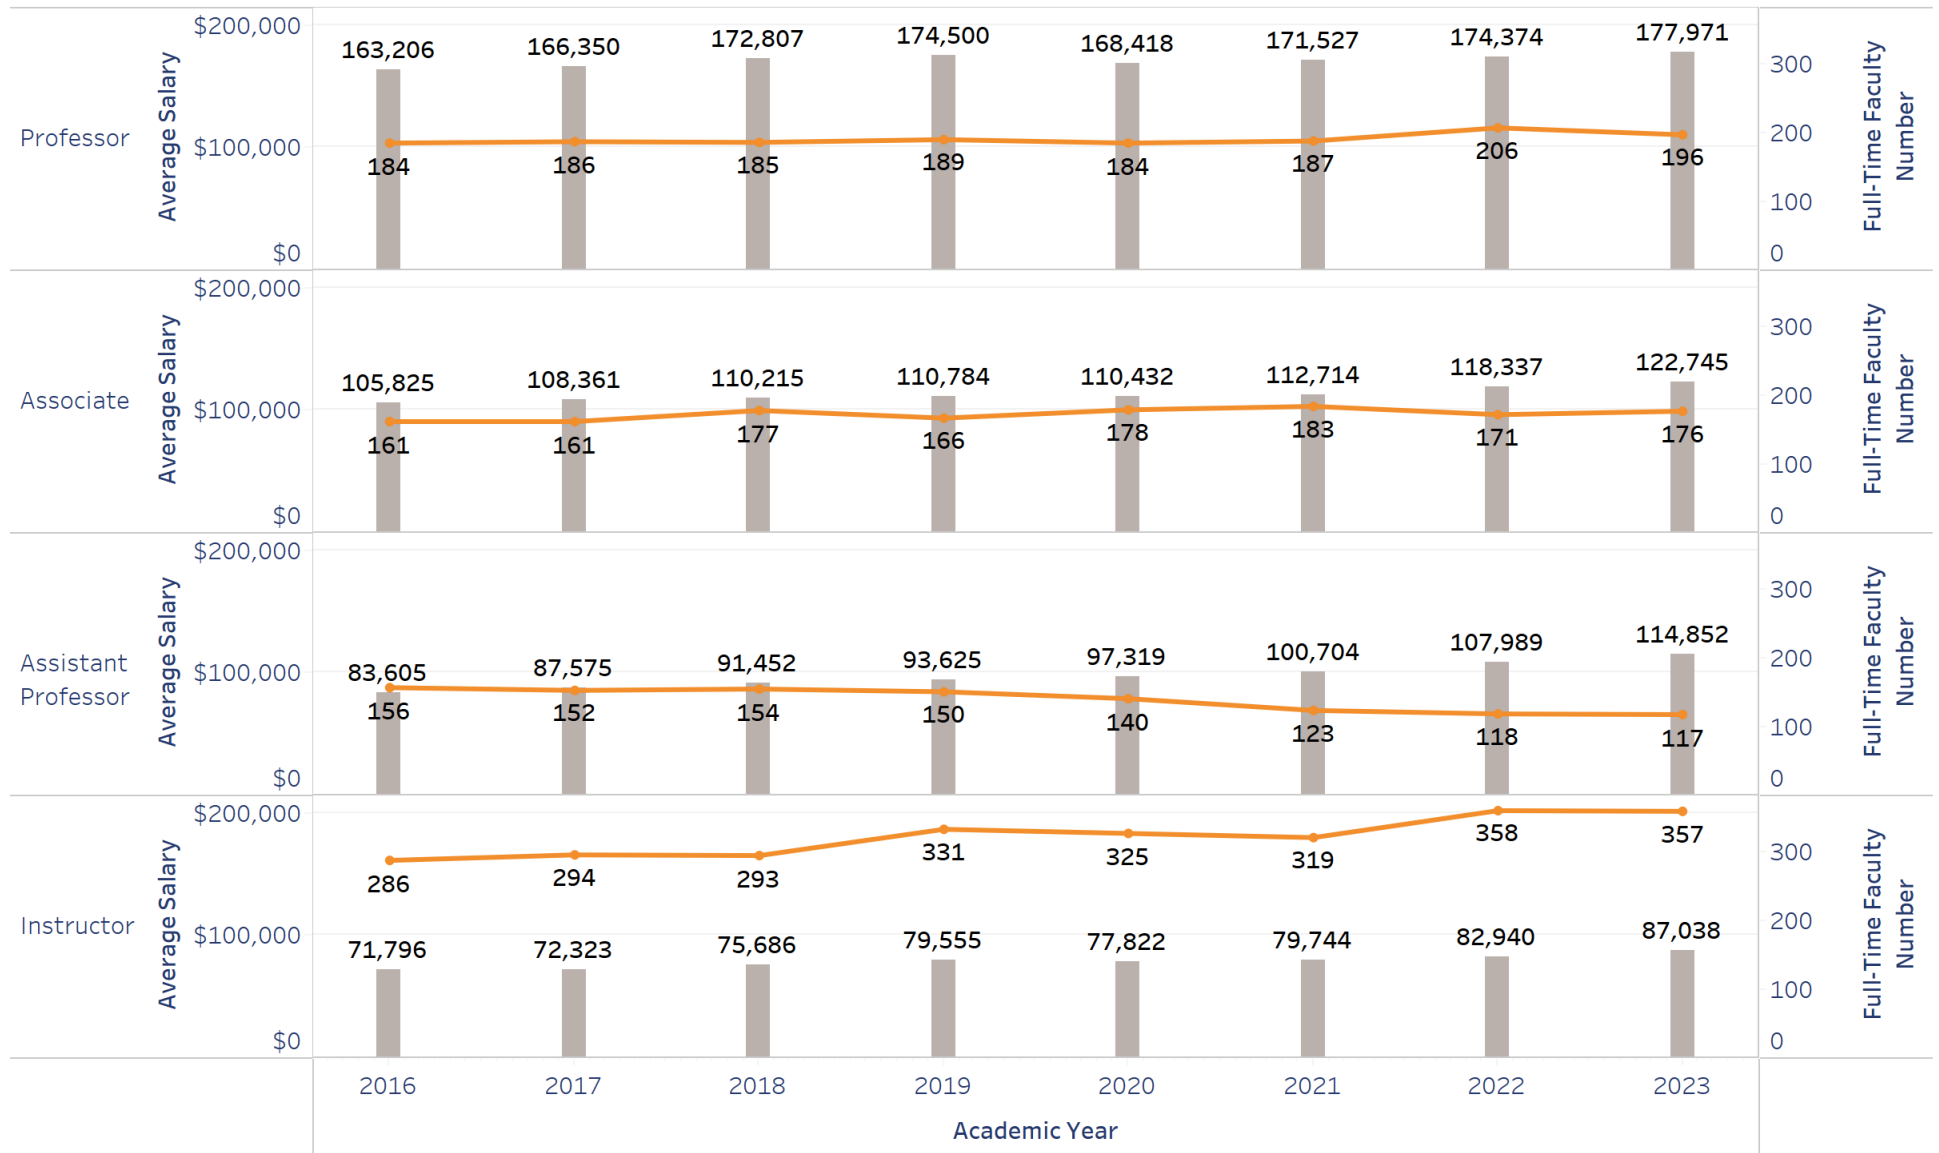 Professor
Average Salary
$200,000
$100,000
$0
163,206 166,350 172,807 174,500 168,418 171,527 174,374 177,971
184 186 185 189 184 187 206 196
300
200
100
0
Full-Time Faculty
Number
Associate
Average Salary
$200,000
$100,000
$0
105,825 108,361 110,215 110,784 110,432 112,714 118,337 122,745
161 161 177 166 178 183 171 176
300
200
100
0
Full-Time Faculty
Number
Assistant
Professor
Average Salary
$200,000
$100,000
$0
83,605 87,575 91,452 93,625 97,319 100,704 107,989 114,852
156 152 154 150 140 123 118 117
300
200
100
0
Full-Time Faculty
Number
Instructor
Average Salary
$200,000
$100,000
$0
286 294 293 331 325 319 358 357
71,796 72,323 75,686 79,555 77,822 79,744 82,940 87,038
300
200
100
0
Full-Time Faculty
Number
2016 2017 2018 2019 2020 2021 2022 2023
Academic Year